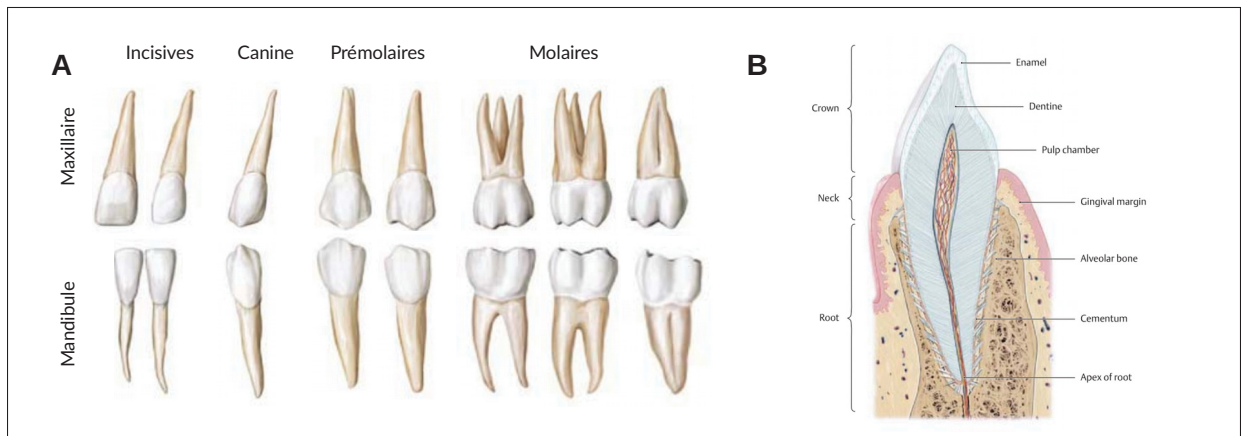 A
Incisives
Canine
Prémolaires
Molaires
Maxillaire
Mandibule
B
Crown
Neck
Root
Enamel
Dentine
Pulp chamber
Gingival margin
Alveolar bone
Cementum
Apex of root